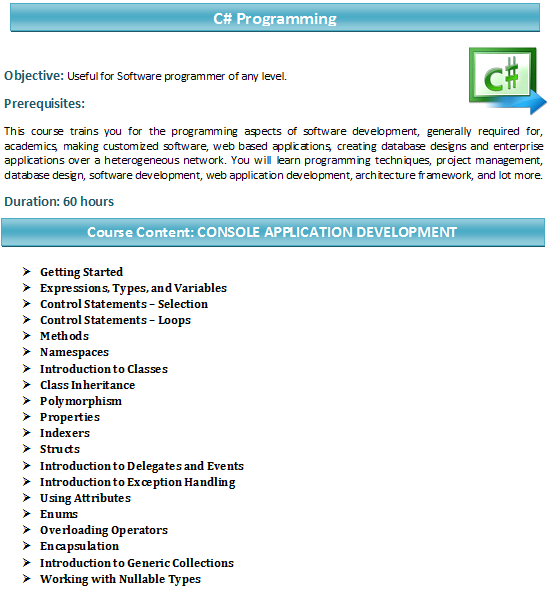 C# Programming
C#
Objective: Useful for Software programmer of any level.
Prerequisites:
This course trains you for the programming aspects of software development, generally required for,
academics, making customized software, web based applications, creating database designs and enterprise
applications over a heterogeneous network. You will learn programming techniques, project management,
database design, software development, web application development, architecture framework, and lot more.
Duration: 60 hours
Course Content: CONSOLE APPLICATION DEVELOPMENT
➢ Getting Started
➢ Expressions, Types, and Variables
➢ Control Statements – Selection
➢ Control Statements – Loops
➢ Methods
➢ Namespaces
➢ Introduction to Classes
➢ Class Inheritance
➢ Polymorphism
➢ Properties
➢ Indexers
➢ Structs
➢ Introduction to Delegates and Events
➢ Introduction to Exception Handling
➢ Using Attributes
➢ Enums
➢ Overloading Operators
➢ Encapsulation
➢ Introduction to Generic Collections
➢ Working with Nullable Types